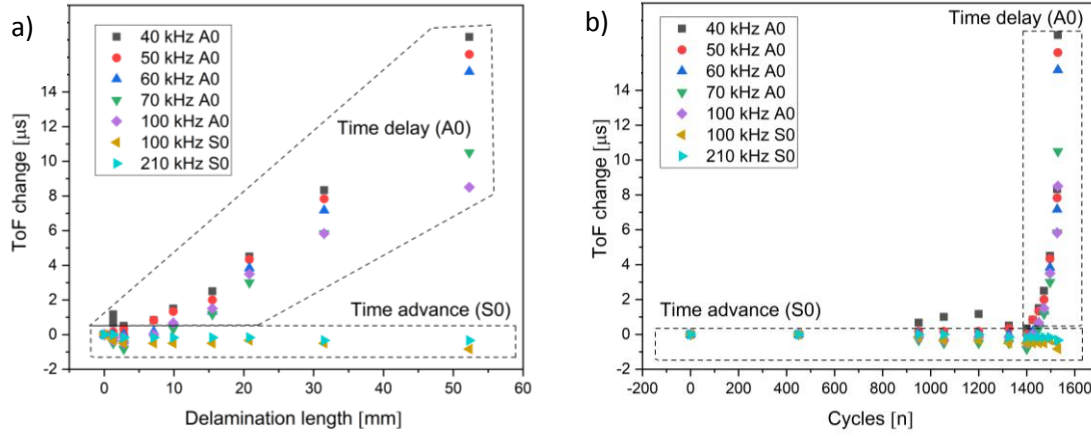 a)
40 kHz A0
50 kHz A0
60 kHz A0
70 kHz A0
100 kHz A0
100 kHz S0
210 kHz S0
Time delay (A0)
Time advance (S0)
ToF change [µs]
14
12
10
8
6
4
2
0
-2
0 10 20 30 40 50 60
Delamination length [mm]
b)
Time delay (A0)
40 kHz A0
50 kHz A0
60 kHz A0
70 kHz A0
100 kHz A0
100 kHz S0
210 kHz S0
Time advance (S0)
ToF change [µs]
16
14
12
10
8
6
4
2
0
-2
-200 0 200 400 600 800 1000 1200 1400 1600
Cycles [n]